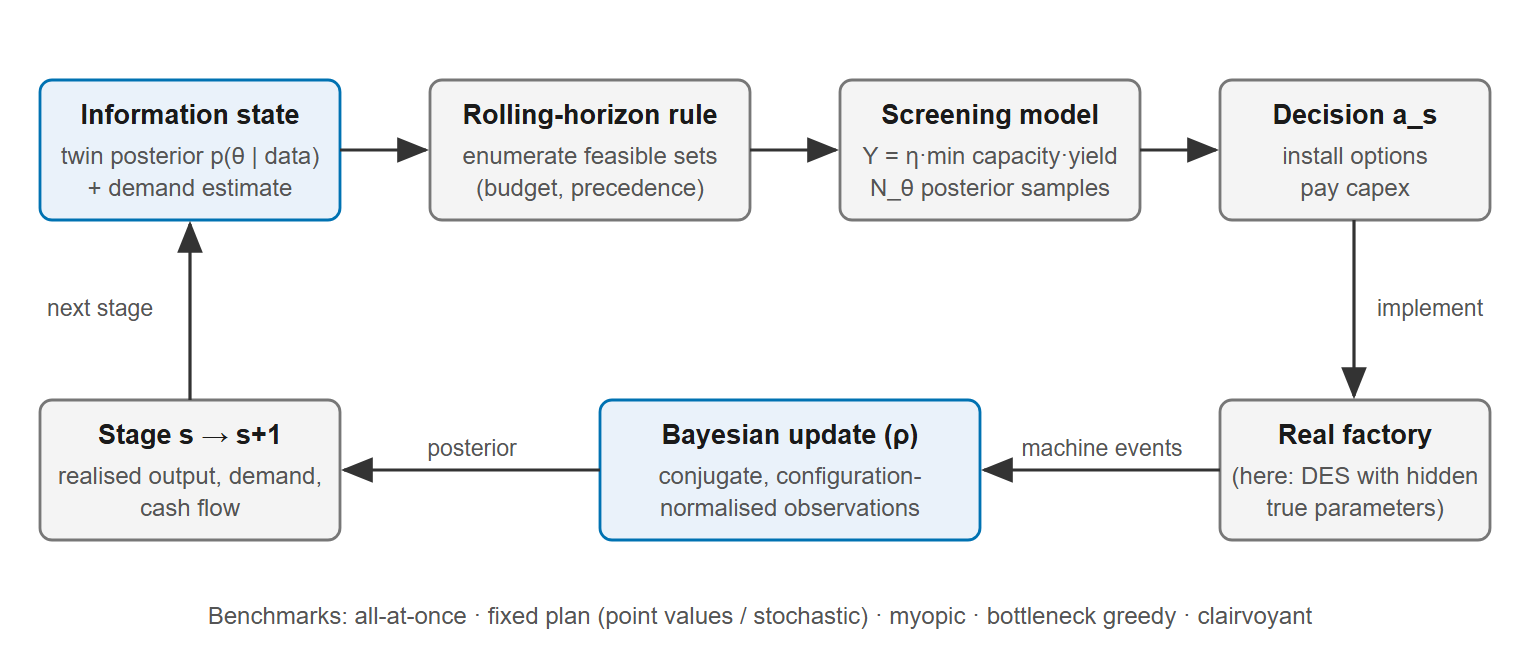 Information state
twin posterior p(θ | data)
+ demand estimate
Rolling-horizon rule
enumerate feasible sets
(budget, precedence)
Screening model
Y = η·min capacity·yield
N_θ posterior samples
Decision a_s
install options
pay capex
next stage
implement
Stage s → s+1
realised output, demand,
cash flow
posterior
Bayesian update (ρ)
conjugate, configuration-
normalised observations
machine events
Real factory
(here: DES with hidden
true parameters)
Benchmarks: all-at-once · fixed plan (point values / stochastic) · myopic · bottleneck greedy · clairvoyant